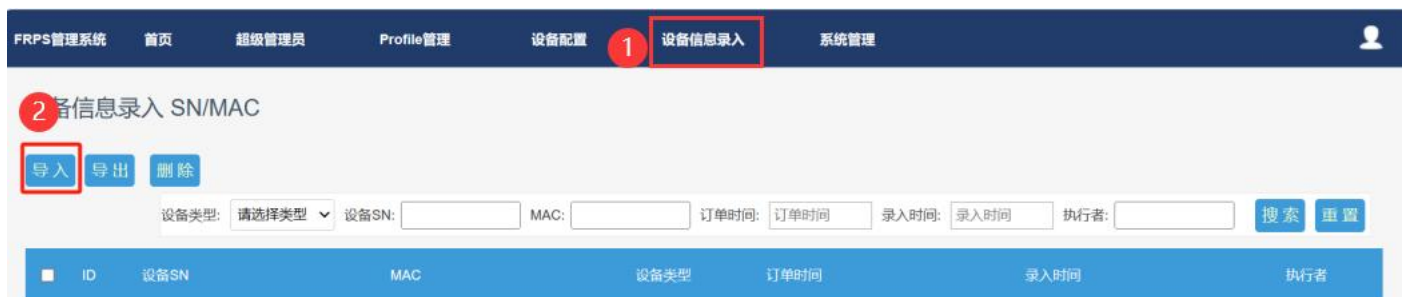 FRPS管理系统 首页 超级管理员 Profile管理 设备配置 1 设备信息录入 系统管理
2 备信息录入 SN/MAC
导入 导出 删除
设备类型: 请选择类型 设备SN: MAC: 订单时间: 订单时间 录入时间: 录入时间 执行者: 搜索 重置
ID 设备SN MAC 设备类型 订单时间 录入时间 执行者